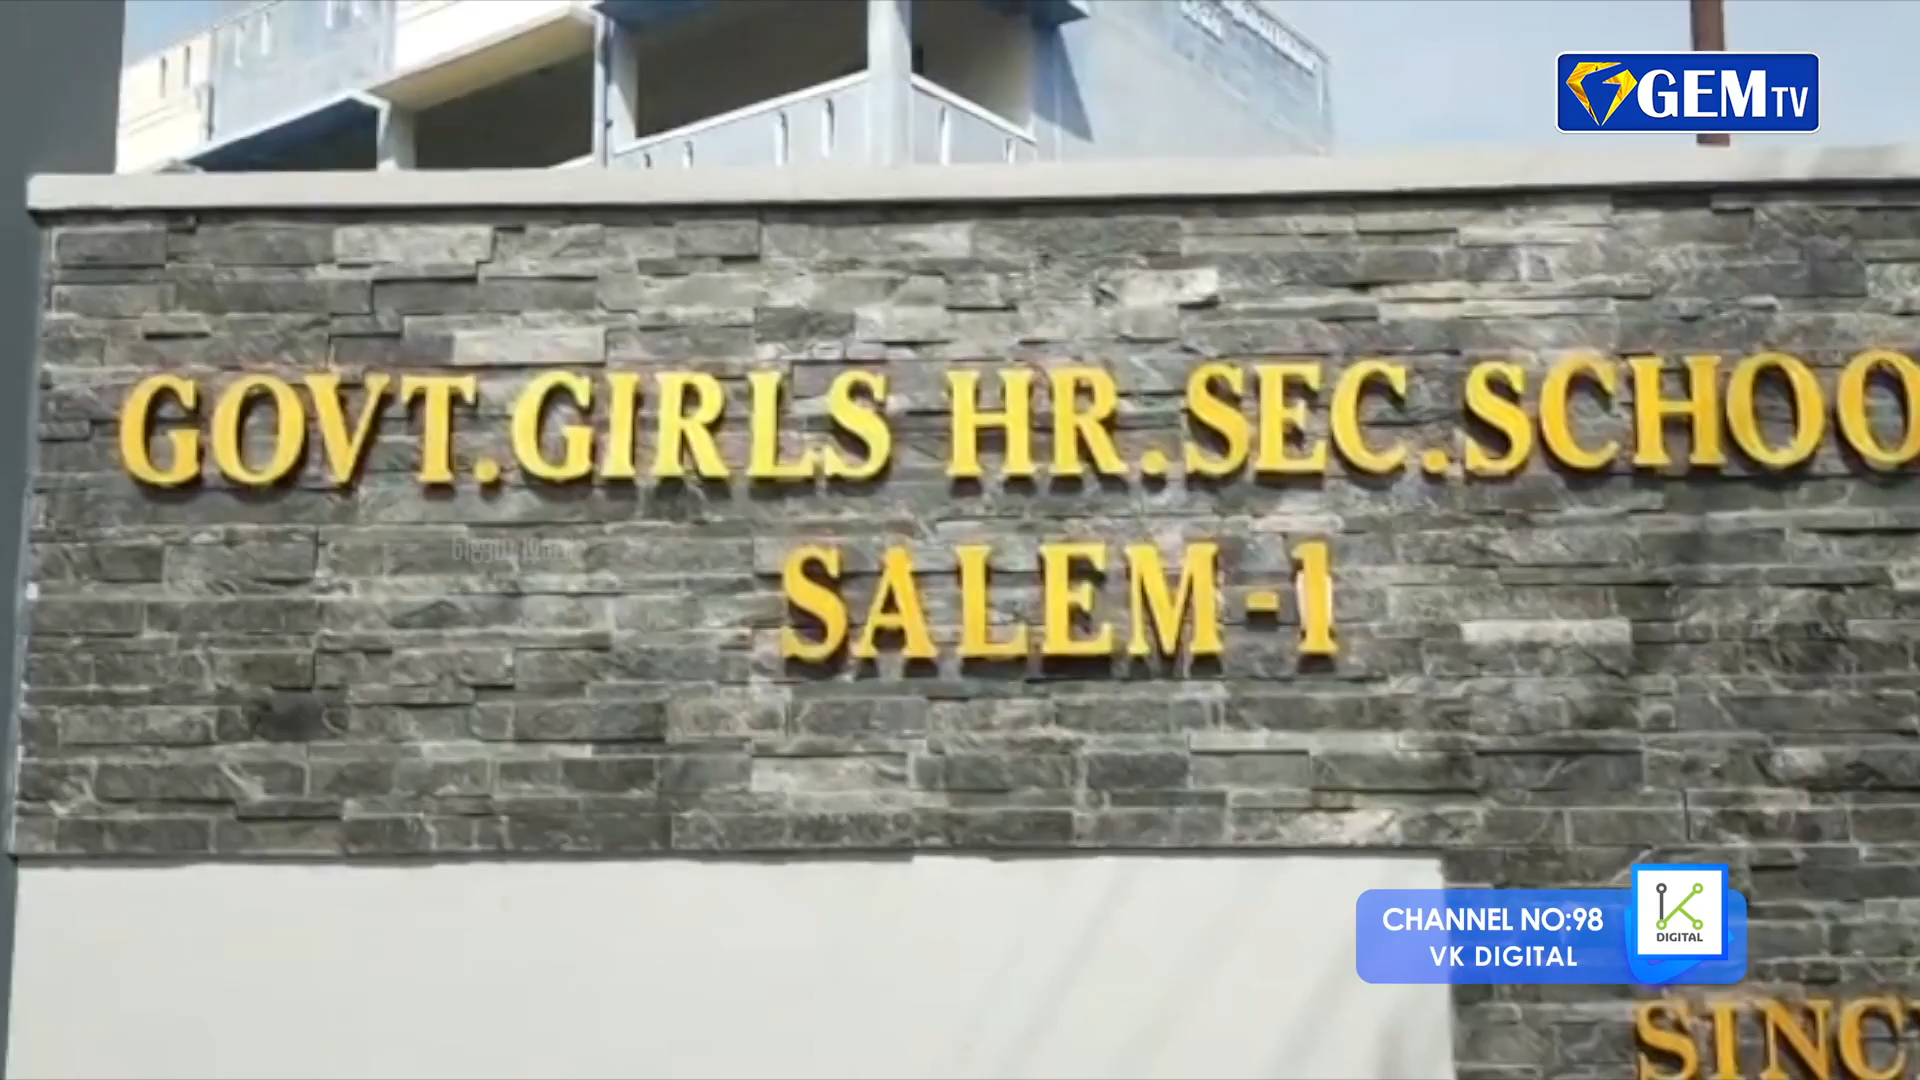 GEM TV
GOVT.GIRLS HR.SEC.SCHOO
SALEM-1
CHANNEL NO:98
VK DIGITAL
DIGITAL
SINC